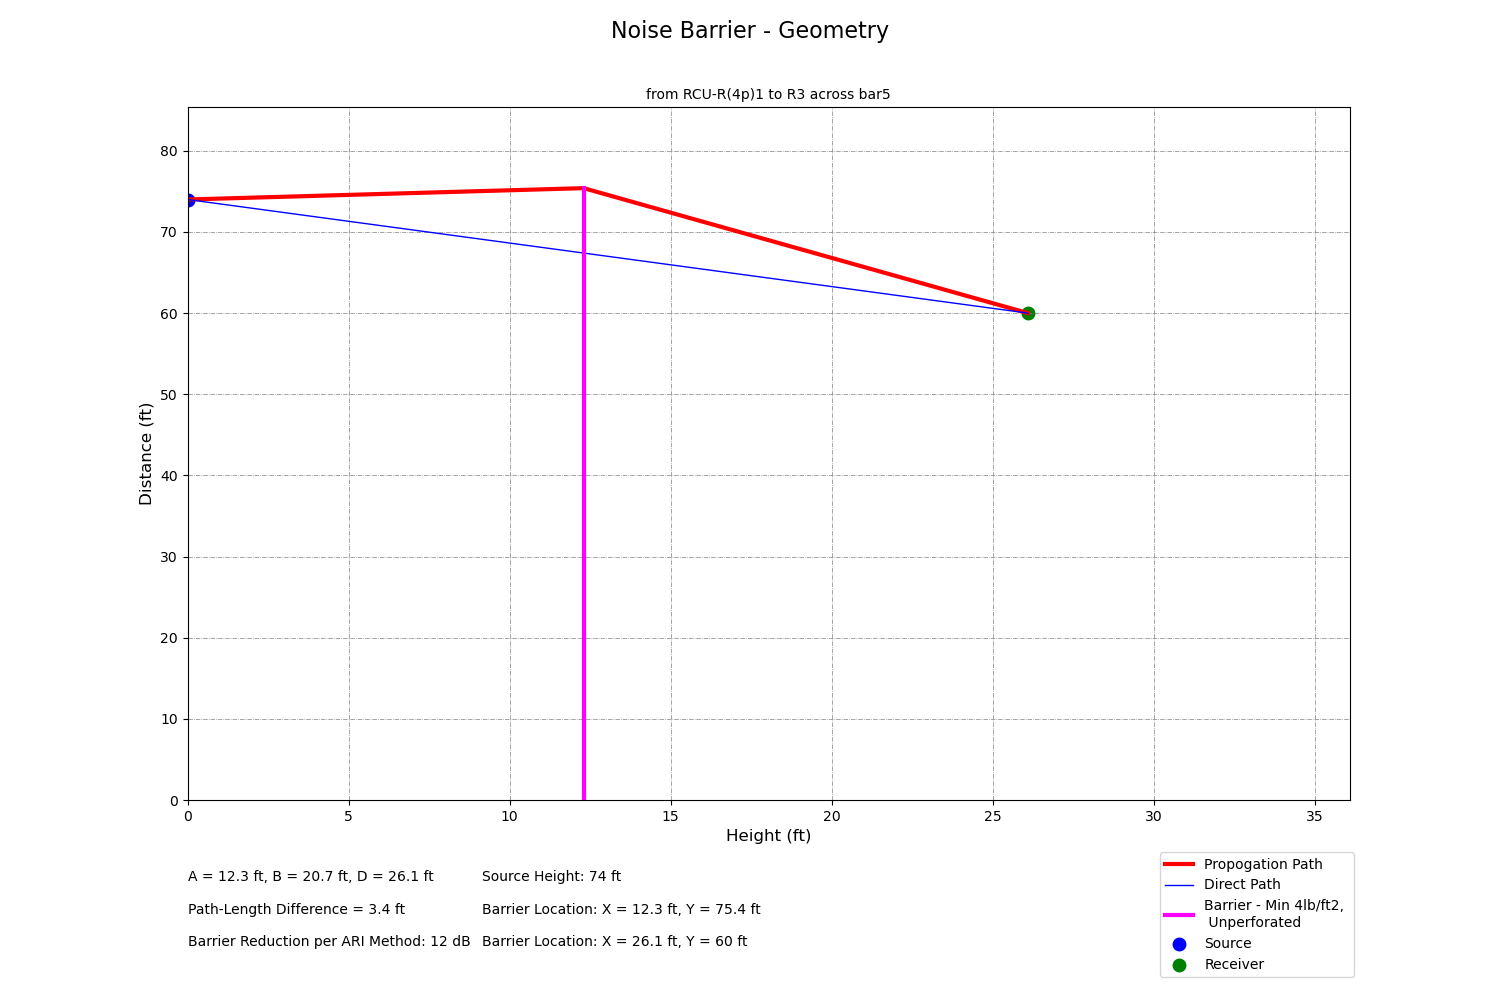 Noise Barrier - Geometry
from RCU-R(4p)1 to R3 across bar5
80
70
60
50
40
30
20
10
0
Distance (ft)
0 5 10 15 20 25 30 35
Height (ft)
A = 12.3 ft, B = 20.7 ft, D = 26.1 ft
Source Height: 74 ft
Path-Length Difference = 3.4 ft
Barrier Location: X = 12.3 ft, Y = 75.4 ft
Barrier Reduction per ARI Method: 12 dB
Barrier Location: X = 26.1 ft, Y = 60 ft
Propogation Path
Direct Path
Barrier - Min 4lb/ft2,
Unperforated
Source
Receiver